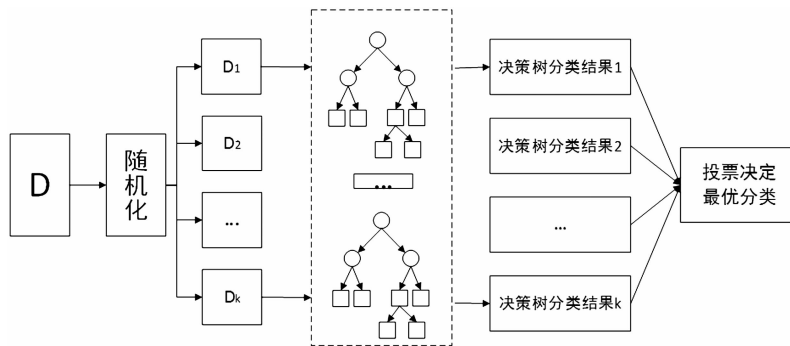 D
随机化
D1
D2
...
Dk
...
决策树分类结果1
决策树分类结果2
...
决策树分类结果k
投票决定
最优分类